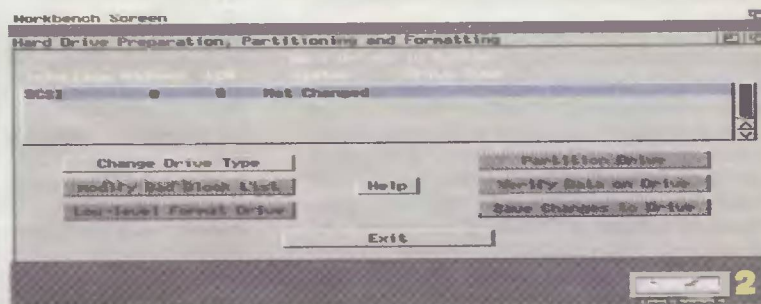 Workbench Screen
Hard Drive Preparation, Partitioning and Formatting
SCSI 0 0 Not Changed
Change Drive Type
Partition Drive
Modify Bad Block List
Help
Verify Data on Drive
Low-level Format Drive
Save Changes to Drive
Exit
2